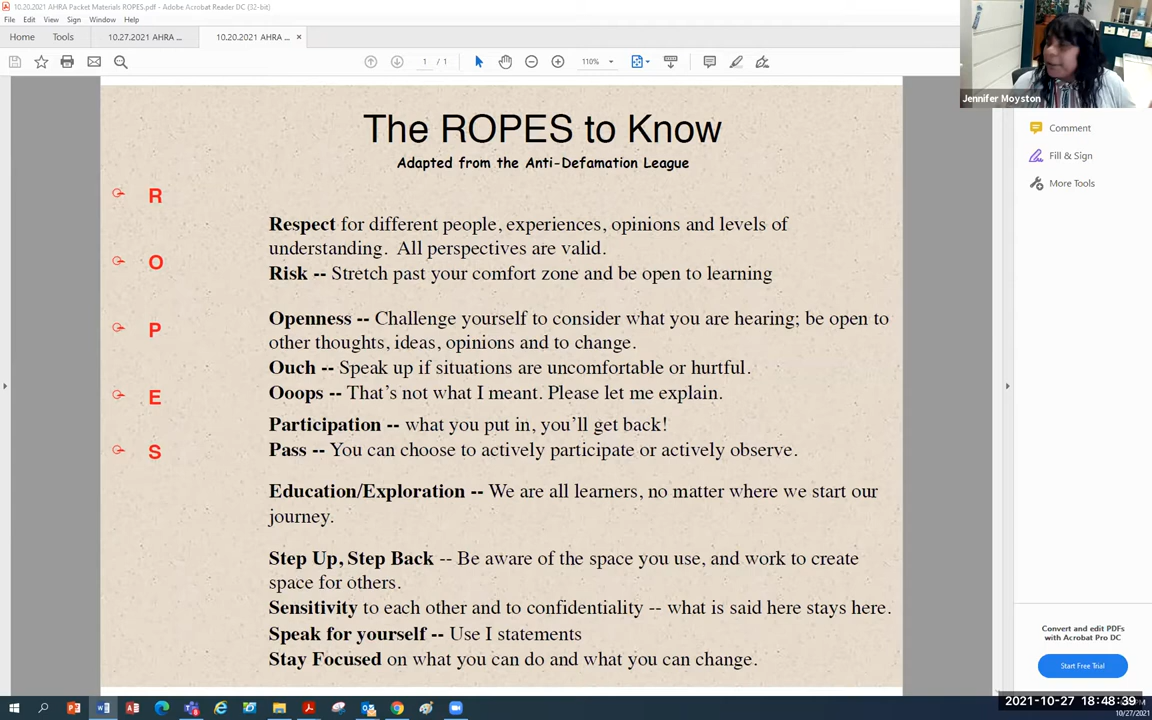 10.20.2021 AHRA Packet Materials ROPES.pdf - Adobe Acrobat Reader DC (32-bit)
File Edit View Sign Window Help
Home Tools 10.27.2021 AHRA ... 10.20.2021 AHRA ... ×
1 / 1 110%
Jennifer Moyston
Comment
Fill & Sign
More Tools
The ROPES to Know
Adapted from the Anti-Defamation League
R
Respect for different people, experiences, opinions and levels of
understanding. All perspectives are valid.
Risk -- Stretch past your comfort zone and be open to learning
O
Openness -- Challenge yourself to consider what you are hearing; be open to
other thoughts, ideas, opinions and to change.
Ouch -- Speak up if situations are uncomfortable or hurtful.
Ooops -- That's not what I meant. Please let me explain.
P
Participation -- what you put in, you'll get back!
Pass -- You can choose to actively participate or actively observe.
E
Education/Exploration -- We are all learners, no matter where we start our
journey.
S
Step Up, Step Back -- Be aware of the space you use, and work to create
space for others.
Sensitivity to each other and to confidentiality -- what is said here stays here.
Speak for yourself -- Use I statements
Stay Focused on what you can do and what you can change.
Convert and edit PDFs
with Acrobat Pro DC
Start Free Trial
2021-10-27 18:48:39
10/27/2021